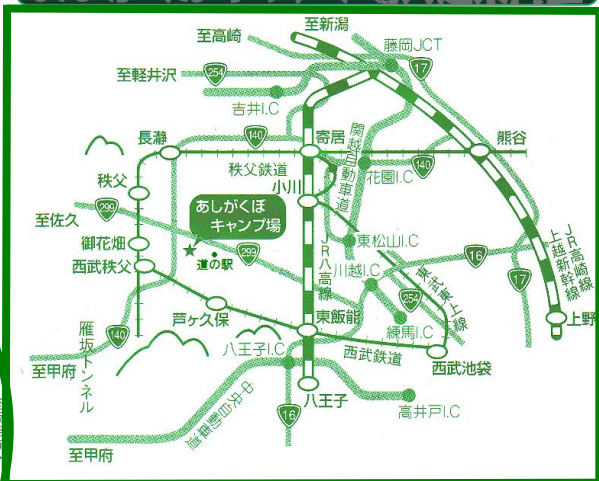 至新潟
至高崎
藤岡JCT
17
至軽井沢
254
吉井I.C
関越自動車道
140
長瀞
寄居
熊谷
秩父鉄道
花園I.C
140
秩父
小川
299
あしがくぼ
キャンプ場
至佐久
東松山I.C
御花畑
道の駅
299
JR八高線
16
JR高崎線
上越新幹線
西武秩父
川越I.C
17
254
東武東上線
芦ヶ久保
東飯能
練馬I.C
上野
雁坂トンネル
140
八王子I.C
西武鉄道
西武池袋
至甲府
中央自動車道
八王子
16
高井戸I.C
至甲府